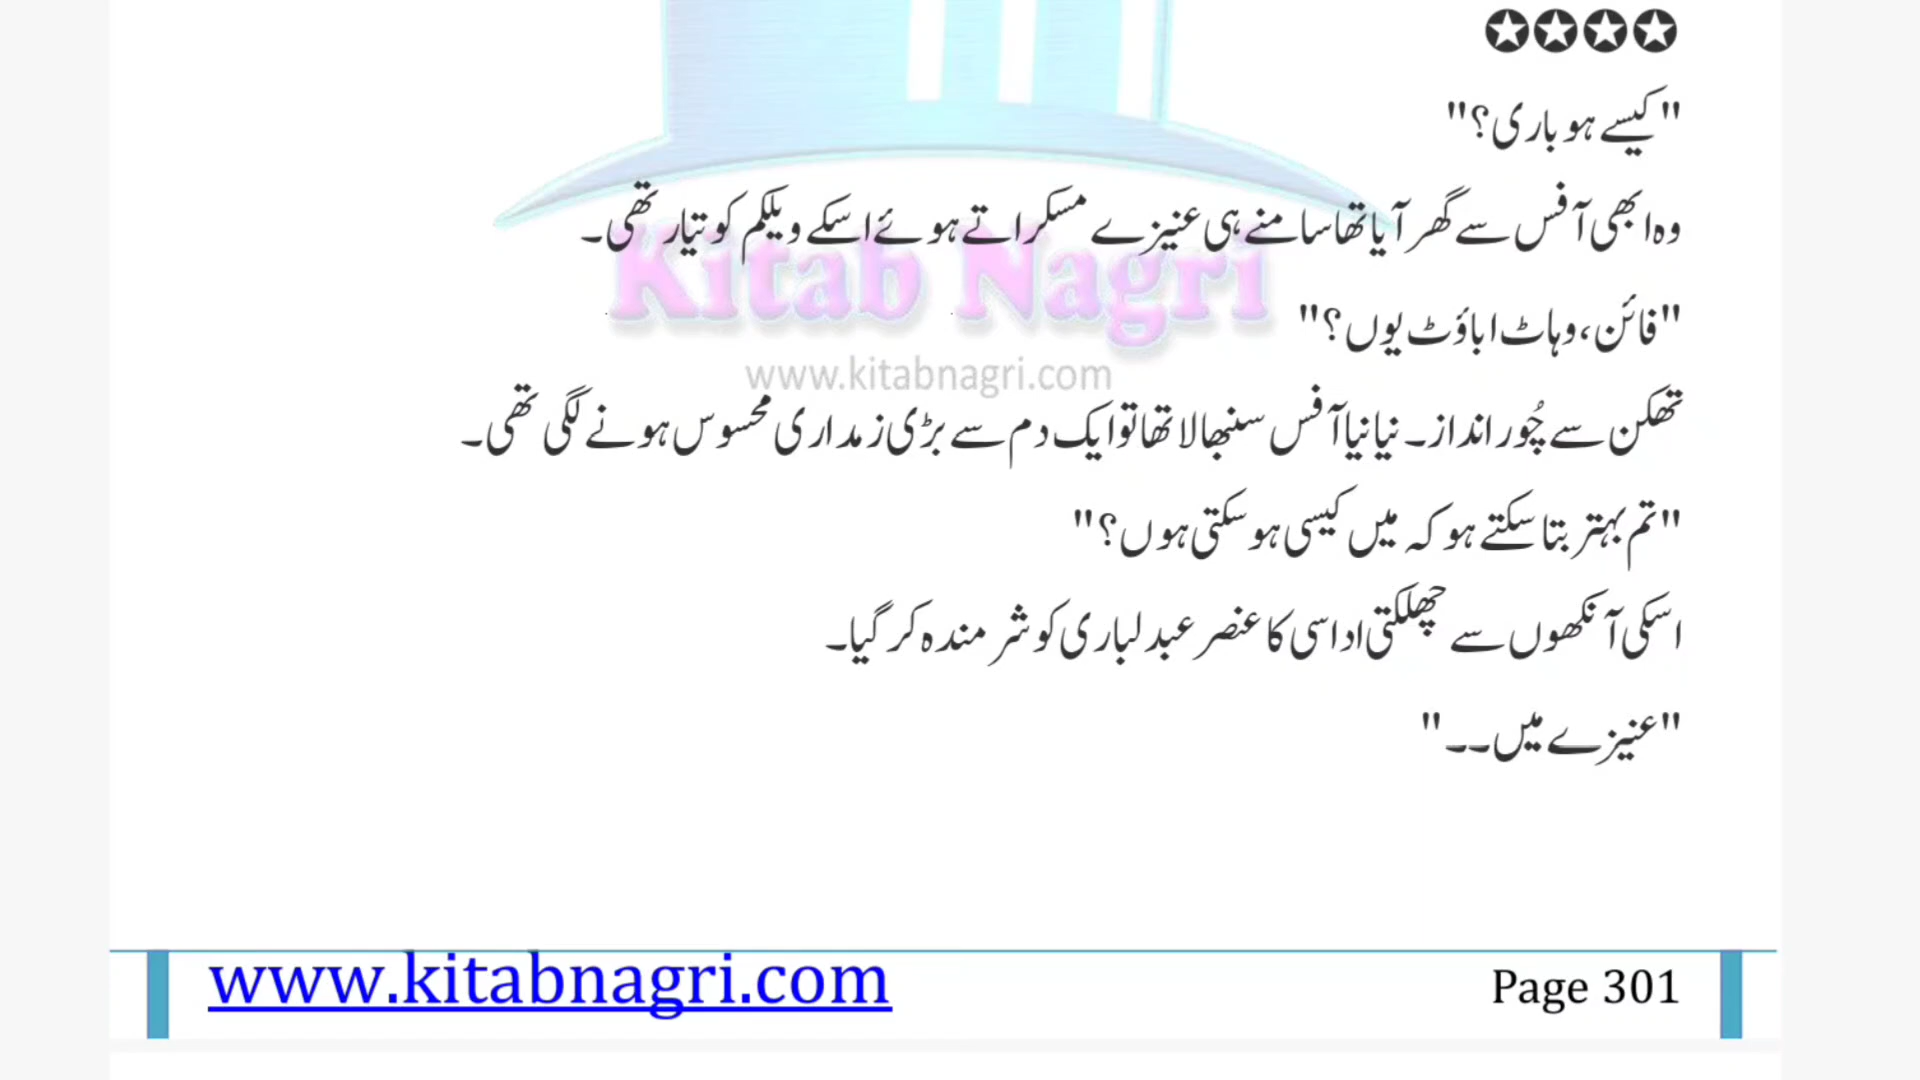 ✪✪✪✪
"کیسے ہو باری؟"
وہ ابھی آفس سے گھر آیا تھا سامنے ہی عنیزے مسکراتے ہوئے اسکے ویلکم کو تیار تھی۔
Kitab Nagri
"فائن، وہاٹ اباؤٹ یوں؟"
www.kitabnagri.com
تھکن سے چُور انداز۔ نیا نیا آفس سنبھالا تھا تو ایک دم سے بڑی زمداری محسوس ہونے لگی تھی۔
"تم بہتر بتا سکتے ہو کہ میں کیسی ہو سکتی ہوں؟"
اسکی آنکھوں سے چھلکتی اداسی کا عنصر عبدلباری کو شرمندہ کر گیا۔
"عنیزے میں۔۔"
www.kitabnagri.com Page 301